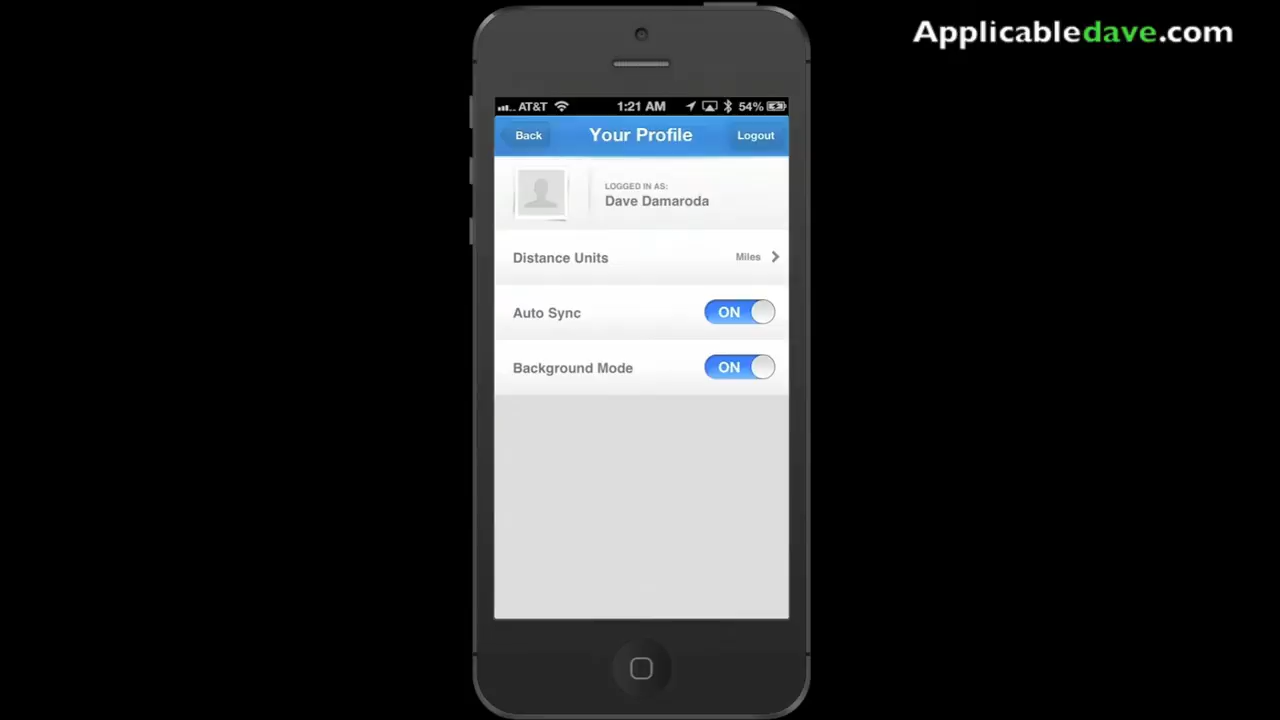 Applicabledave.com
AT&T 1:21 AM 54%
Back Your Profile Logout
LOGGED IN AS:
Dave Damaroda
Distance Units Miles
Auto Sync ON
Background Mode ON